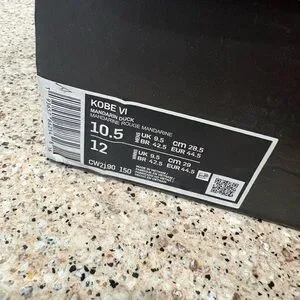 KOBE VI
MANDARIN DUCK
MANDARINE ROUGE MANDARINE
10.5 MENS UK 9.5 BR 42.5 CM 28.5 EUR 44.5
12 UK 9.5 BR 42.5 CM 29 EUR 44.5
CW2190 150